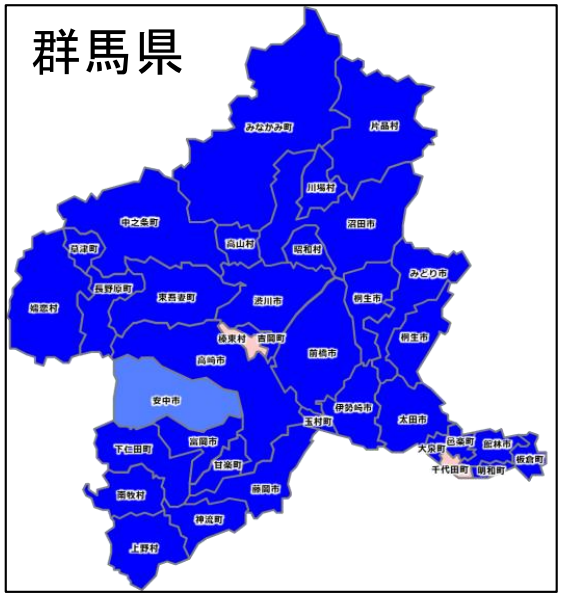 群馬県
みなかみ町
片品村
川場村
中之条町
沼田市
草津町
高山村
昭和村
みどり市
長野原町
東吾妻町
渋川市
桐生市
嬬恋村
榛東村
吉岡町
桐生市
高崎市
前橋市
安中市
伊勢崎市
玉村町
太田市
下仁田町
富岡市
大泉町
邑楽町
館林市
甘楽町
千代田町
明和町
板倉町
南牧村
藤岡市
神流町
上野村